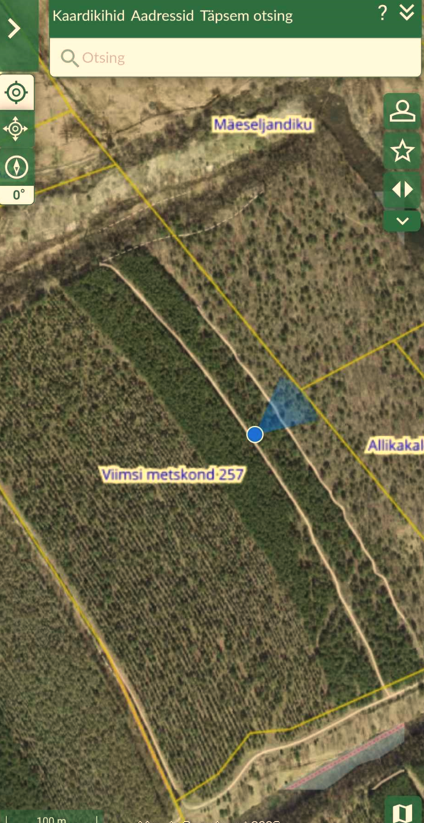 Kaardikihid Aadressid Täpsem otsing ?
Otsing
Mäeseljandiku
0°
Allikakal
Viimsi metskond 257
100 m